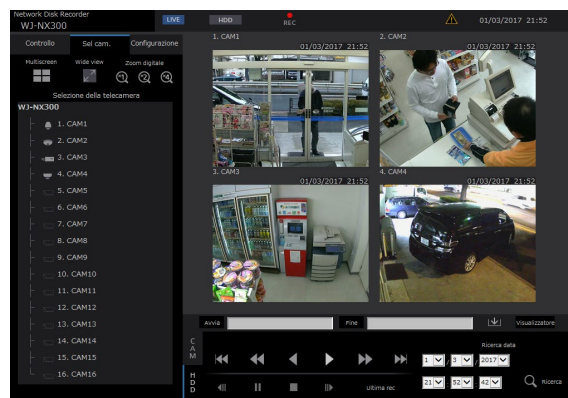 Network Disk Recorder
WJ-NX300
LIVE
HDD
REC
01/03/2017 21:52
Controllo
Sel cam.
Configurazione
Multiscreen
Wide view
Zoom digitale
Selezione della telecamera
WJ-NX300
1. CAM1
2. CAM2
3. CAM3
4. CAM4
5. CAM5
6. CAM6
7. CAM7
8. CAM8
9. CAM9
10. CAM10
11. CAM11
12. CAM12
13. CAM13
14. CAM14
15. CAM15
16. CAM16
1. CAM1
01/03/2017 21:52
2. CAM2
01/03/2017 21:52
3. CAM3
01/03/2017 21:52
4. CAM4
01/03/2017 21:52
Avvia
Fine
Visualizzatore
CAM
HDD
Ultima rec
Ricerca data
1 / 3 / 2017
21 : 52 : 42
Ricerca